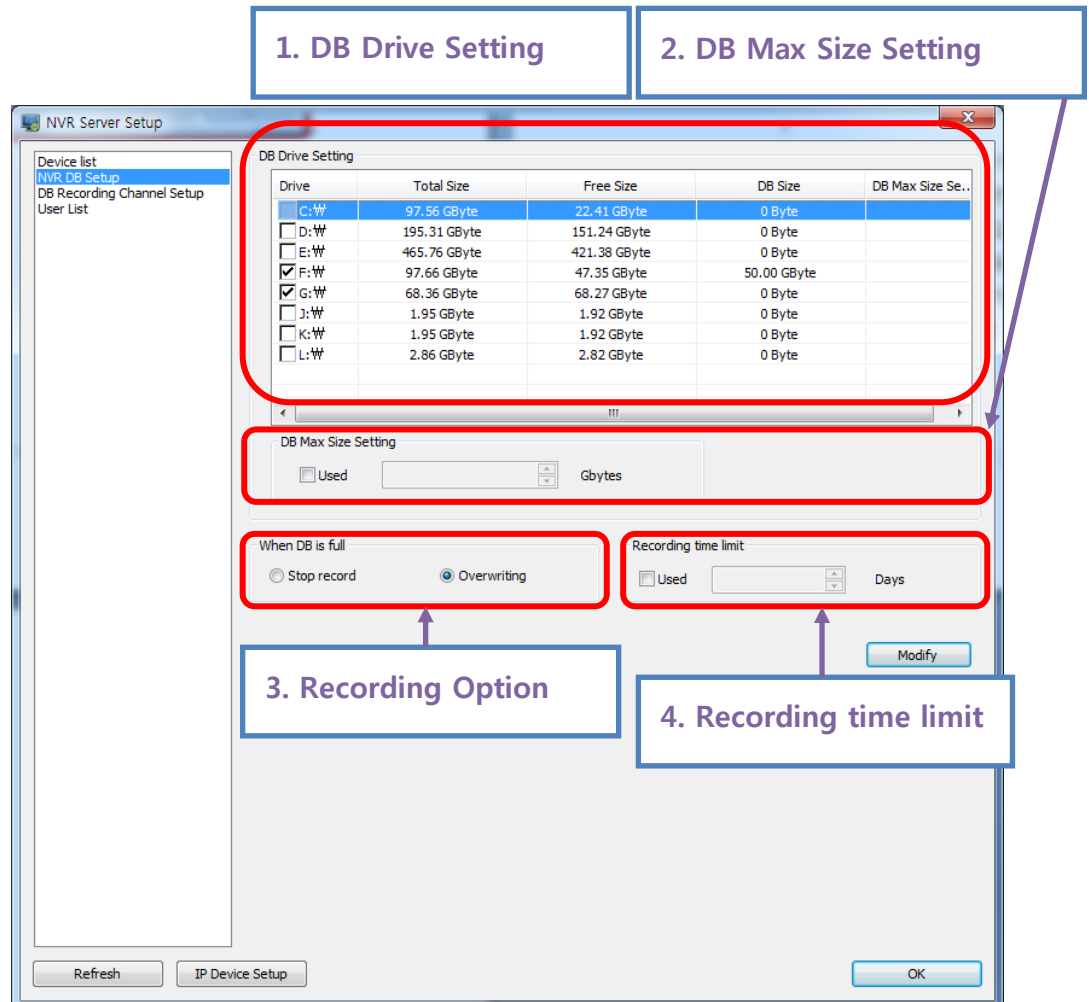 1. DB Drive Setting
2. DB Max Size Setting
NVR Server Setup
Device list
NVR DB Setup
DB Recording Channel Setup
User List
DB Drive Setting
Drive Total Size Free Size DB Size DB Max Size Se..
C:₩ 97.56 GByte 22.41 GByte 0 Byte
D:₩ 195.31 GByte 151.24 GByte 0 Byte
E:₩ 465.76 GByte 421.38 GByte 0 Byte
F:₩ 97.66 GByte 47.35 GByte 50.00 GByte
G:₩ 68.36 GByte 68.27 GByte 0 Byte
J:₩ 1.95 GByte 1.92 GByte 0 Byte
K:₩ 1.95 GByte 1.92 GByte 0 Byte
L:₩ 2.86 GByte 2.82 GByte 0 Byte
DB Max Size Setting
Used Gbytes
When DB is full
Stop record Overwriting
Recording time limit
Used Days
Modify
3. Recording Option
4. Recording time limit
Refresh
IP Device Setup
OK